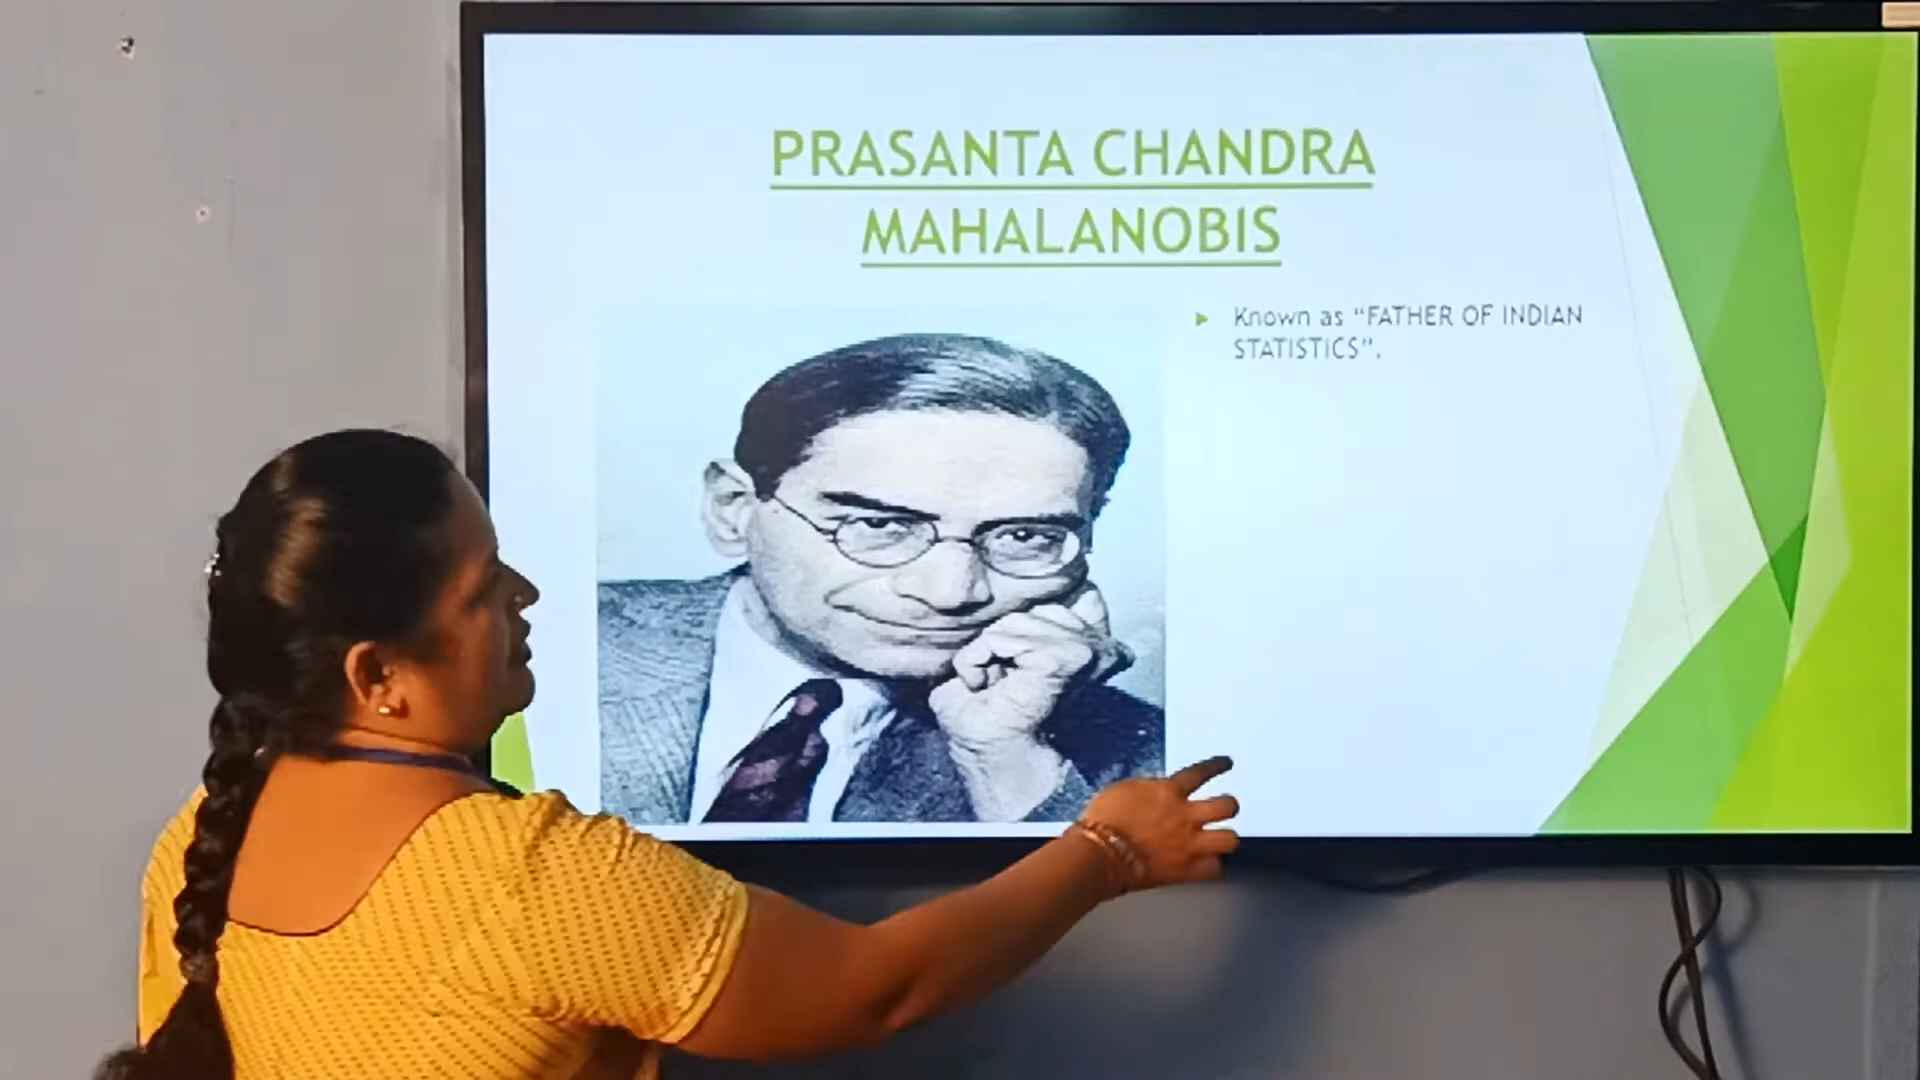 PRASANTA CHANDRA
MAHALANOBIS
Known as “FATHER OF INDIAN
STATISTICS”.